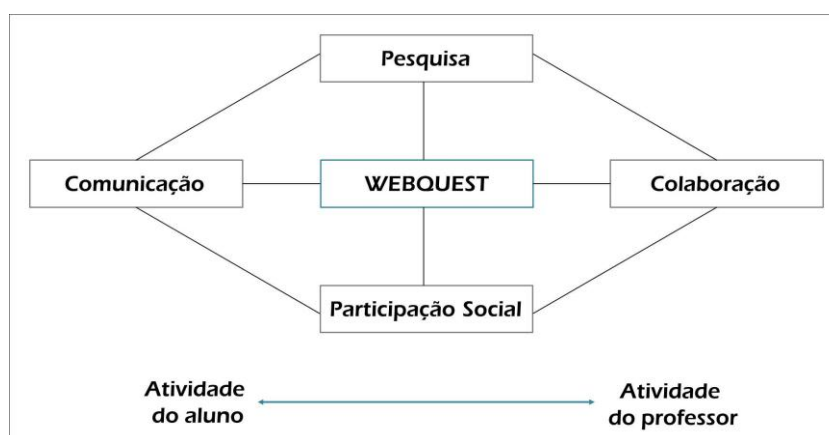 Pesquisa
Comunicação
WEBQUEST
Colaboração
Participação Social
Atividade
do aluno
Atividade
do professor